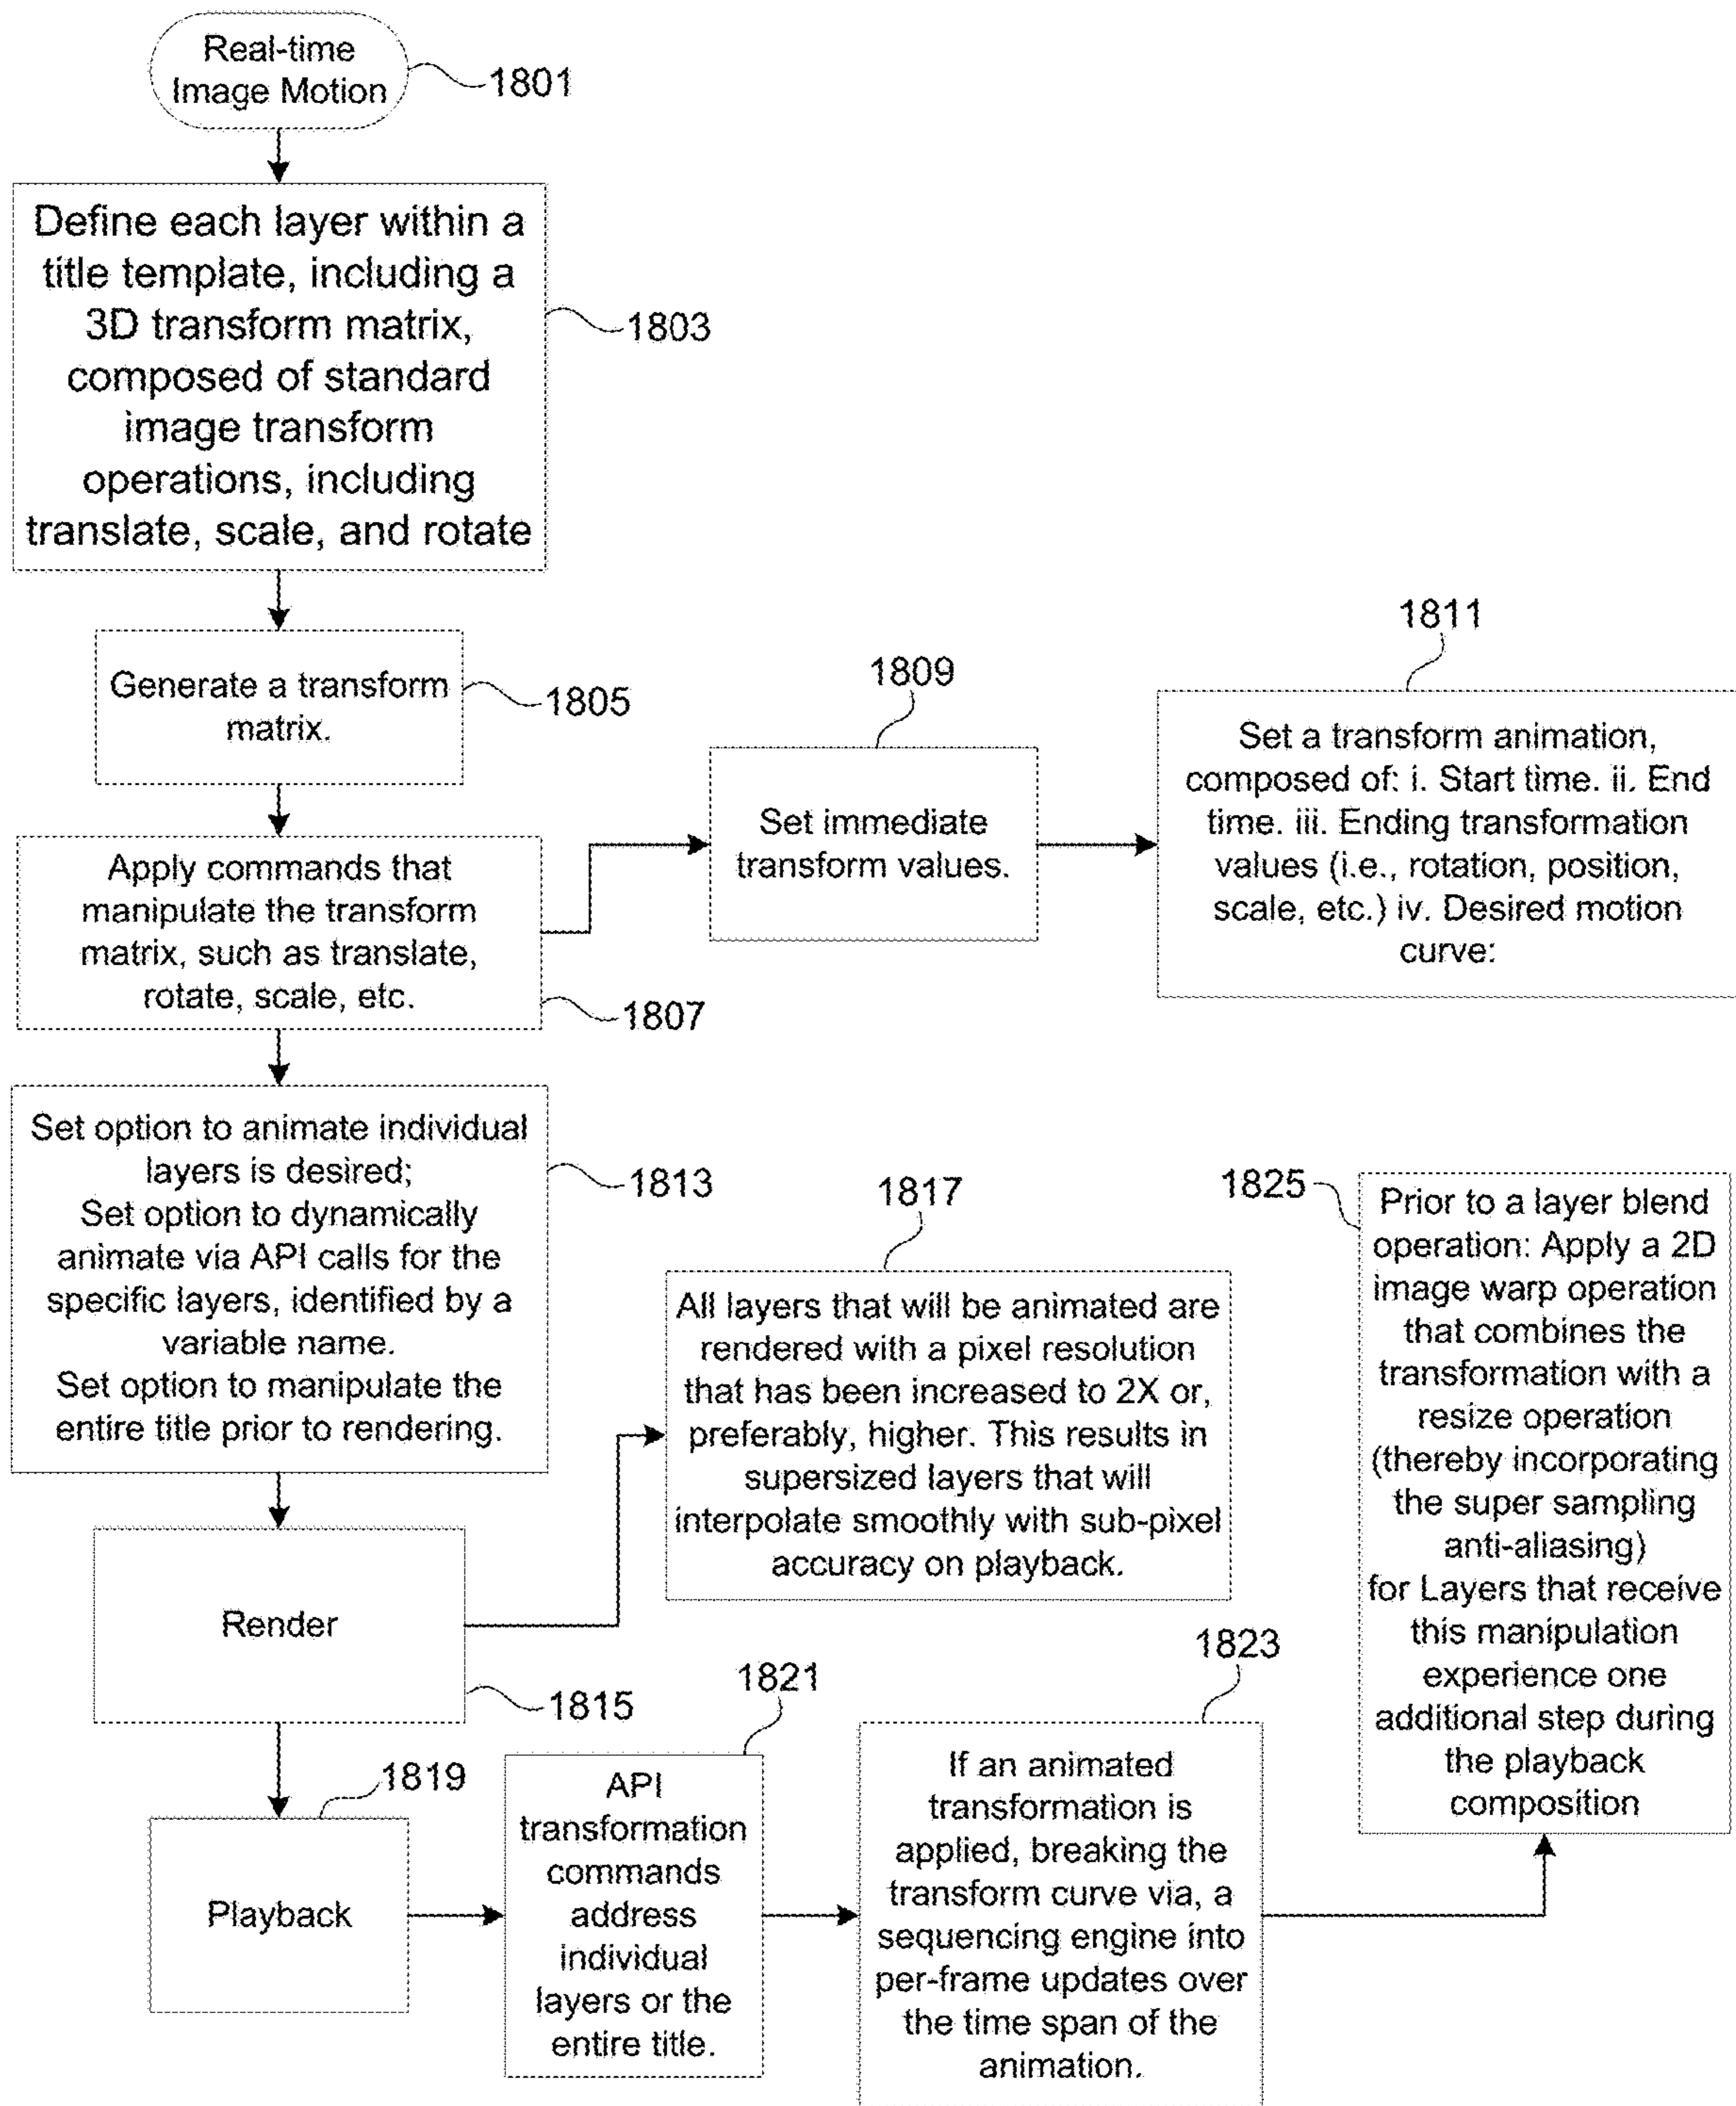 Real-time
Image Motion
1801
Define each layer within a
title template, including a
3D transform matrix,
composed of standard
image transform
operations, including
translate, scale, and rotate
1803
Generate a transform
matrix.
1805
Apply commands that
manipulate the transform
matrix, such as translate,
rotate, scale, etc.
1807
1809
Set immediate
transform values.
1811
Set a transform animation,
composed of: i. Start time. ii. End
time. iii. Ending transformation
values (i.e., rotation, position,
scale, etc.) iv. Desired motion
curve:
Set option to animate individual
layers is desired;
Set option to dynamically
animate via API calls for the
specific layers, identified by a
variable name.
Set option to manipulate the
entire title prior to rendering.
1813
Render
1815
1817
All layers that will be animated are
rendered with a pixel resolution
that has been increased to 2X or,
preferably, higher. This results in
supersized layers that will
interpolate smoothly with sub-pixel
accuracy on playback.
1819
Playback
1821
API
transformation
commands
address
individual
layers or the
entire title.
1823
If an animated
transformation is
applied, breaking the
transform curve via, a
sequencing engine into
per-frame updates over
the time span of the
animation.
1825
Prior to a layer blend
operation: Apply a 2D
image warp operation
that combines the
transformation with a
resize operation
(thereby incorporating
the super sampling
anti-aliasing)
for Layers that receive
this manipulation
experience one
additional step during
the playback
composition